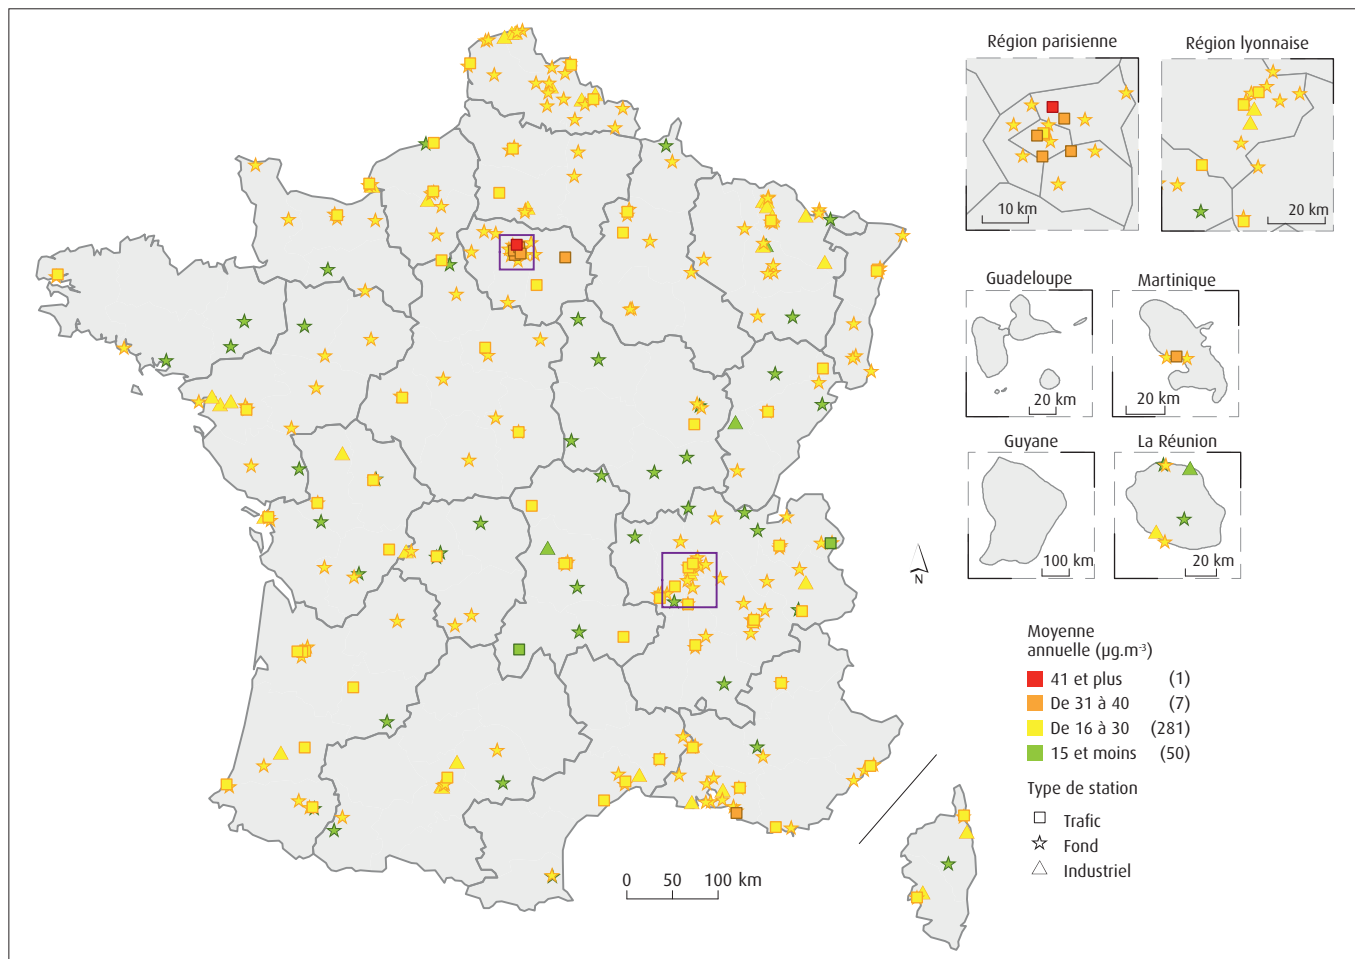 Région parisienne
Région lyonnaise
10 km
20 km
Guadeloupe
Martinique
20 km
20 km
Guyane
La Réunion
100 km
20 km
N
Moyenne
annuelle (µg.m-³)
41 et plus (1)
De 31 à 40 (7)
De 16 à 30 (281)
15 et moins (50)
Type de station
Trafic
Fond
Industriel
0 50 100 km